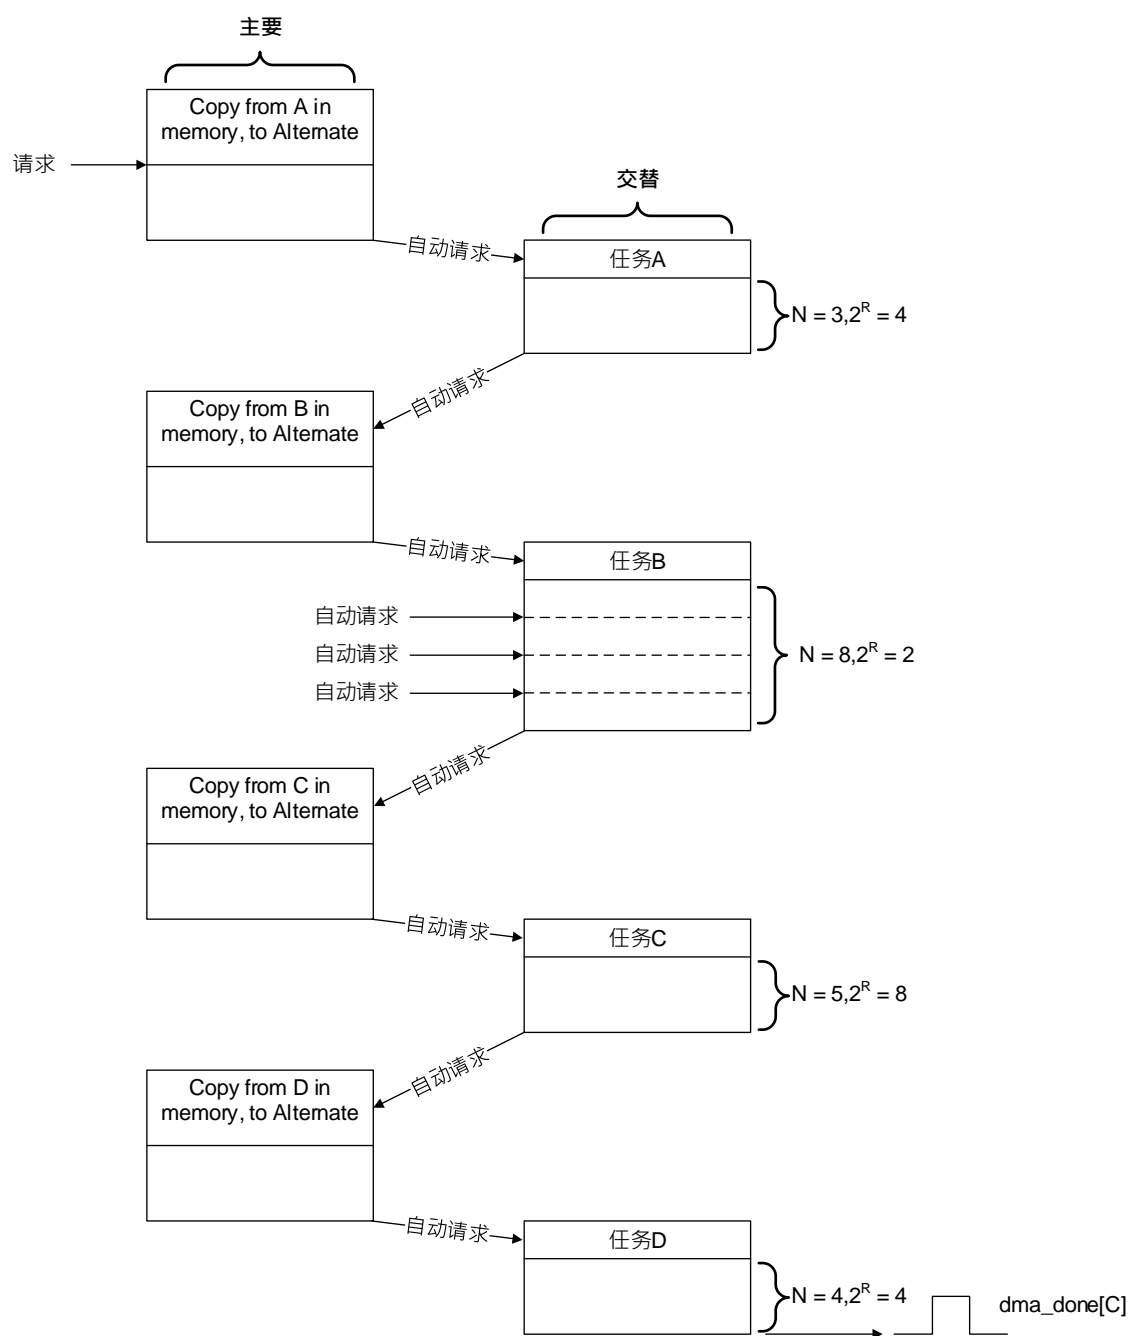 主要
Copy from A in
memory, to Alternate
请求
交替
自动请求
任务A
N = 3,2^R = 4
自动请求
Copy from B in
memory, to Alternate
自动请求
任务B
自动请求
自动请求
自动请求
N = 8,2^R = 2
自动请求
Copy from C in
memory, to Alternate
自动请求
任务C
N = 5,2^R = 8
自动请求
Copy from D in
memory, to Alternate
自动请求
任务D
N = 4,2^R = 4
dma_done[C]